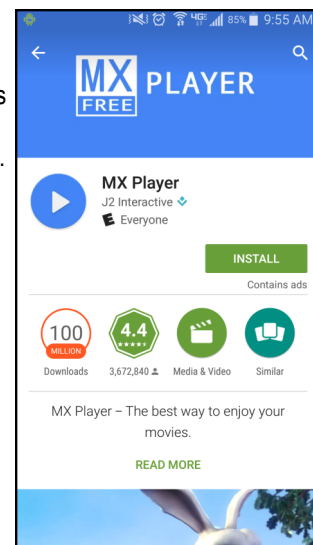 s
.
4GE 85% 9:55 AM
MX PLAYER
FREE
MX Player
J2 Interactive
E Everyone
INSTALL
Contains ads
100
MILLION
4.4
Downloads 3,672,840 Media & Video Similar
MX Player – The best way to enjoy your
movies.
READ MORE